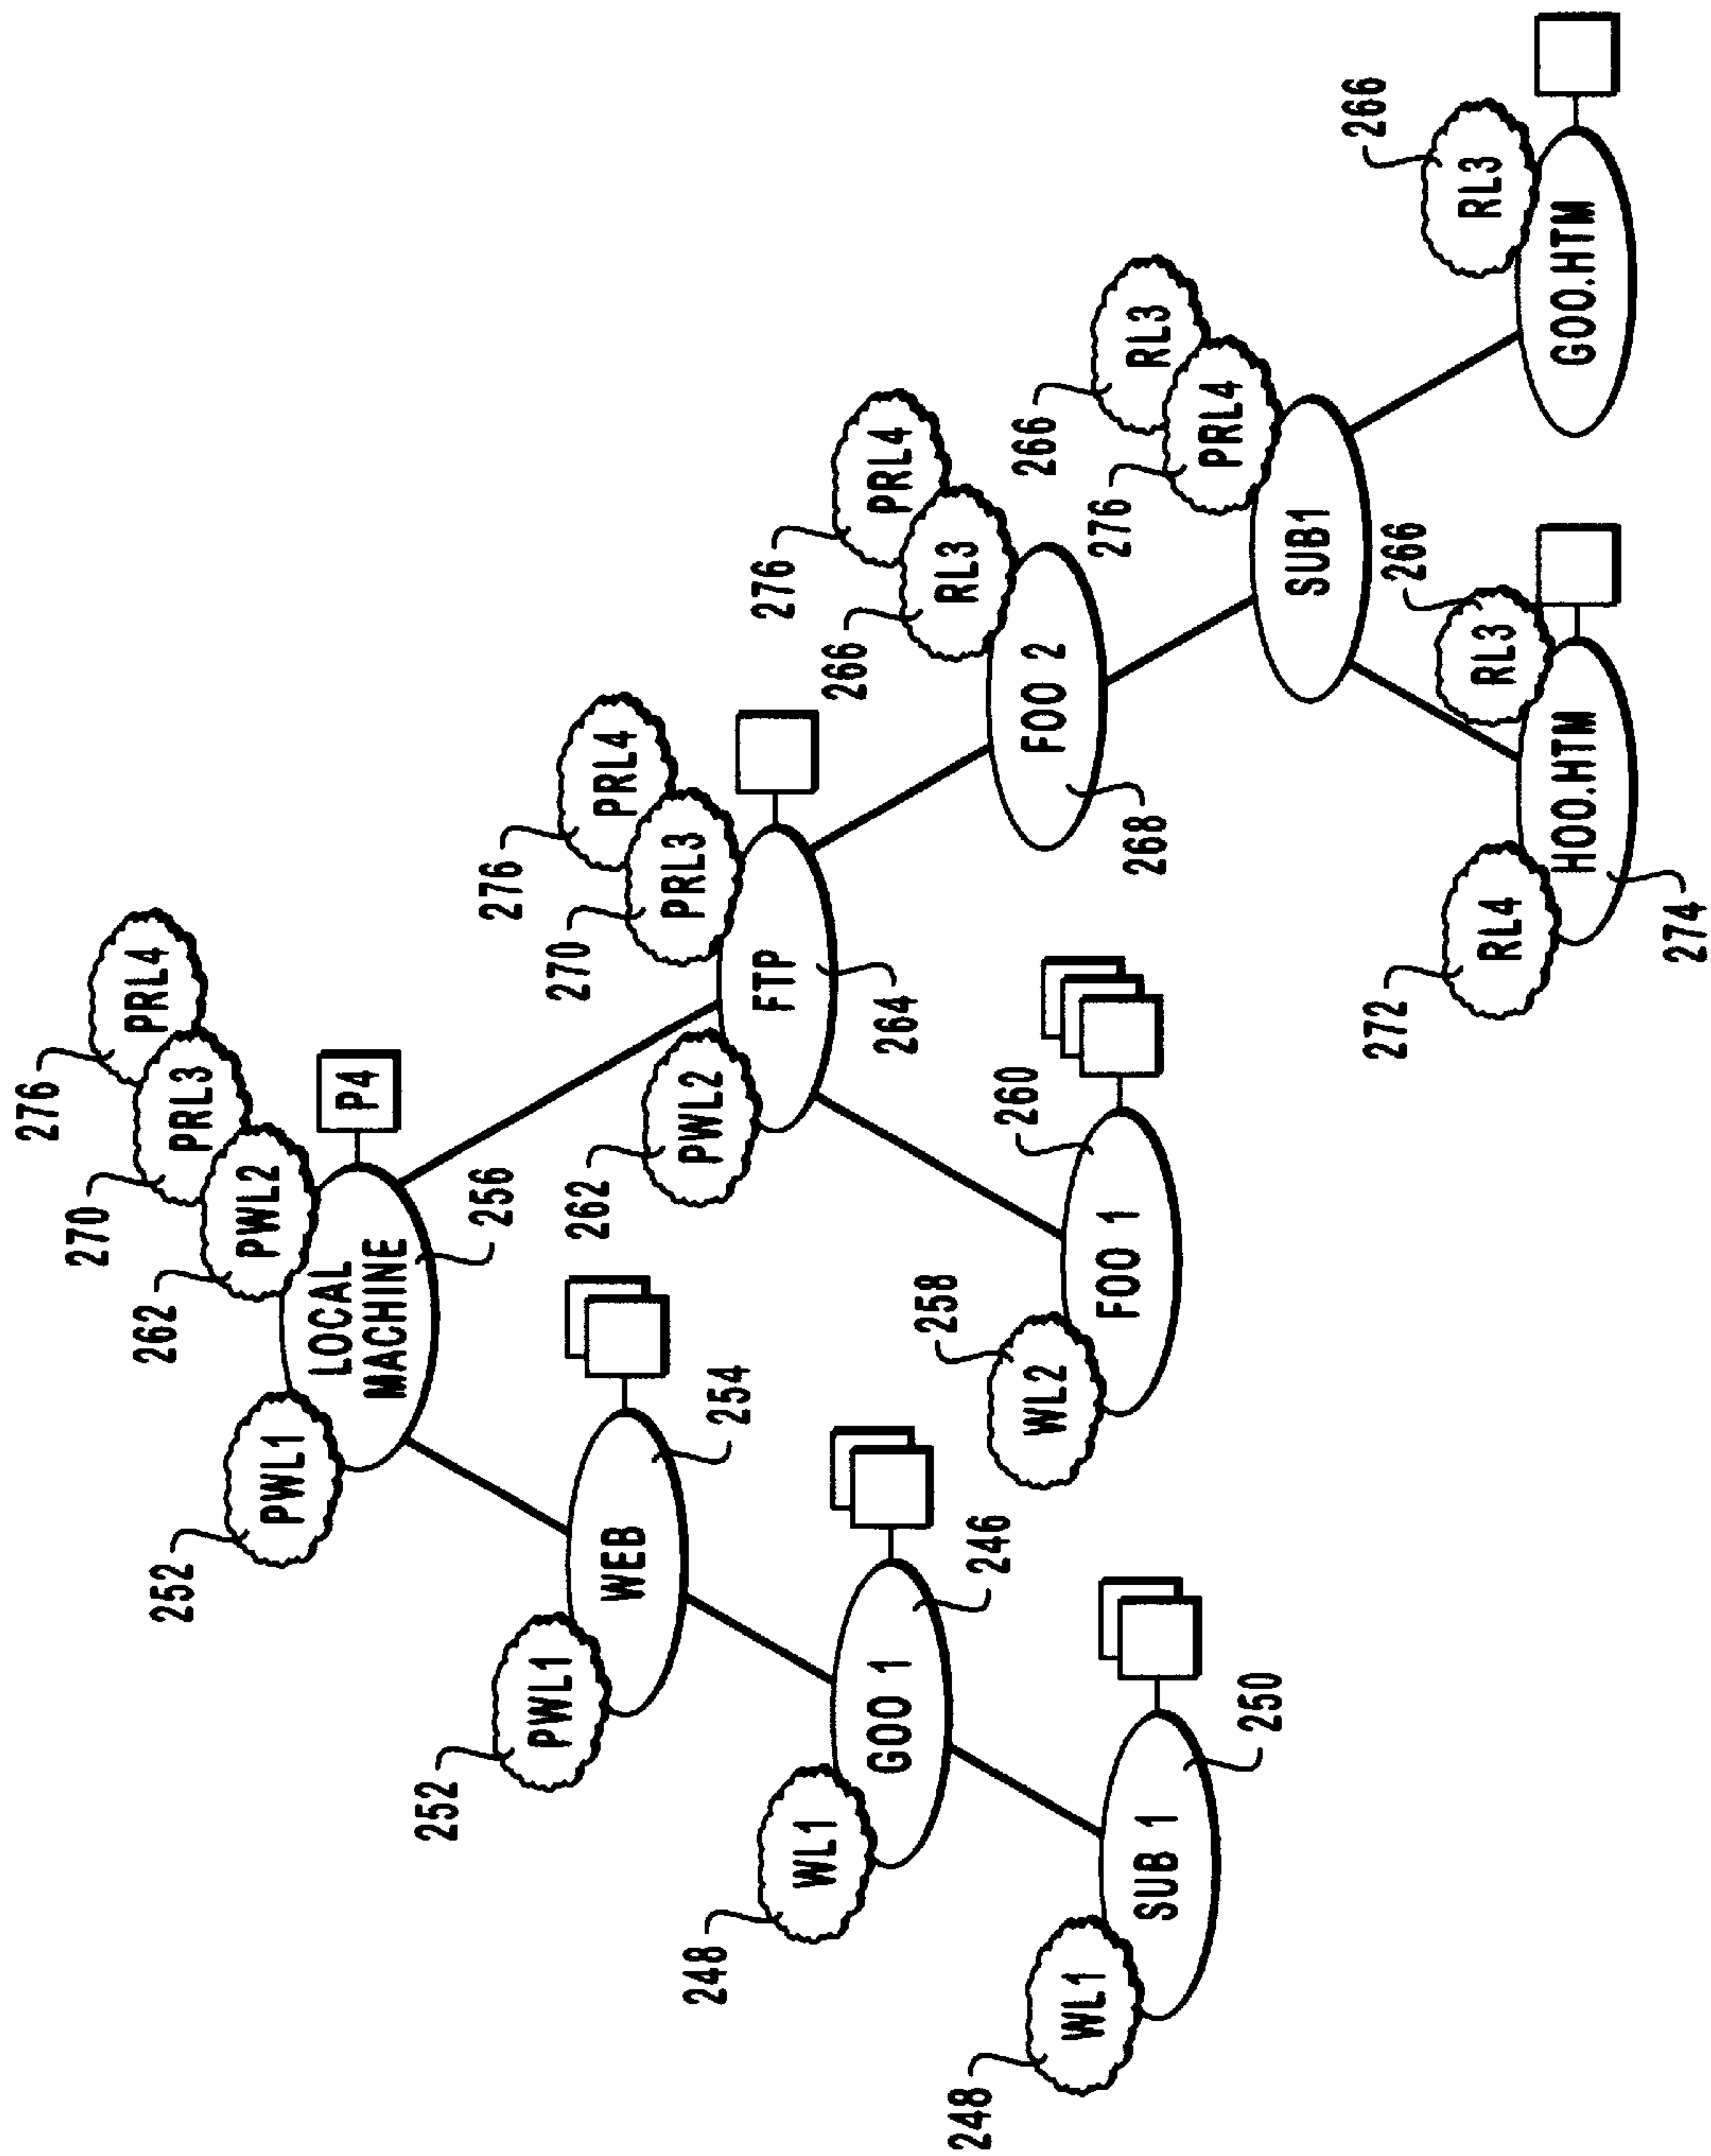 276
PRL4
270
PRL3
262
PWL2
P4
252
PWL1
LOCAL
MACHINE
256
276
PRL4
270
PRL3
262
PWL2
FTP
264
252
PWL1
WEB
254
276
PRL4
266
RL3
FOO 2
268
248
WL1
GOO 1
246
258
WL2
260
FOO 1
266
RL3
276
PRL4
SUB1
248
WL1
SUB 1
250
266
RL3
GOO.HTM
266
RL3
272
RL4
HOO.HTM
274